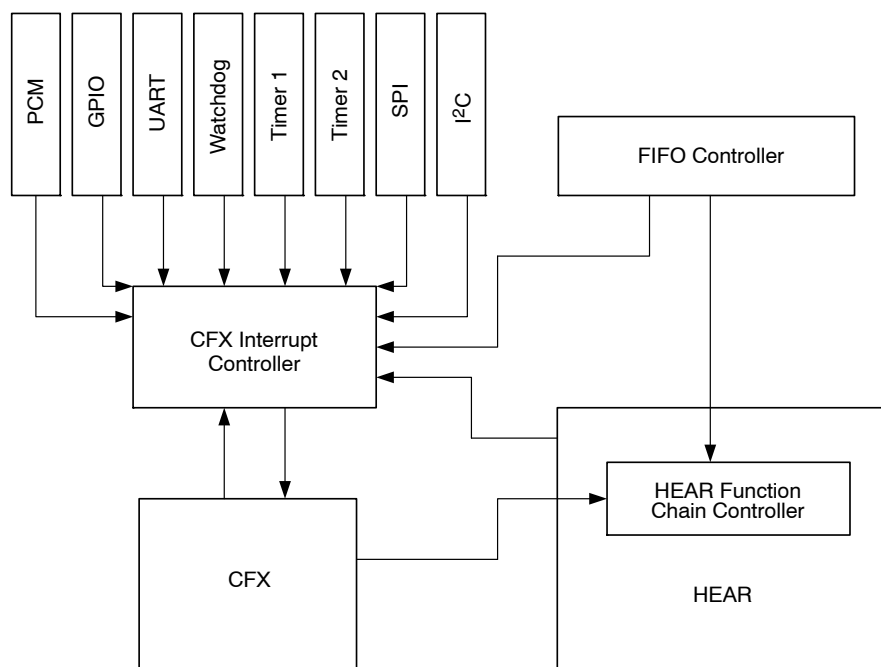 PCM
GPIO
UART
Watchdog
Timer 1
Timer 2
SPI
I²C
FIFO Controller
CFX Interrupt
Controller
HEAR Function
Chain Controller
CFX
HEAR